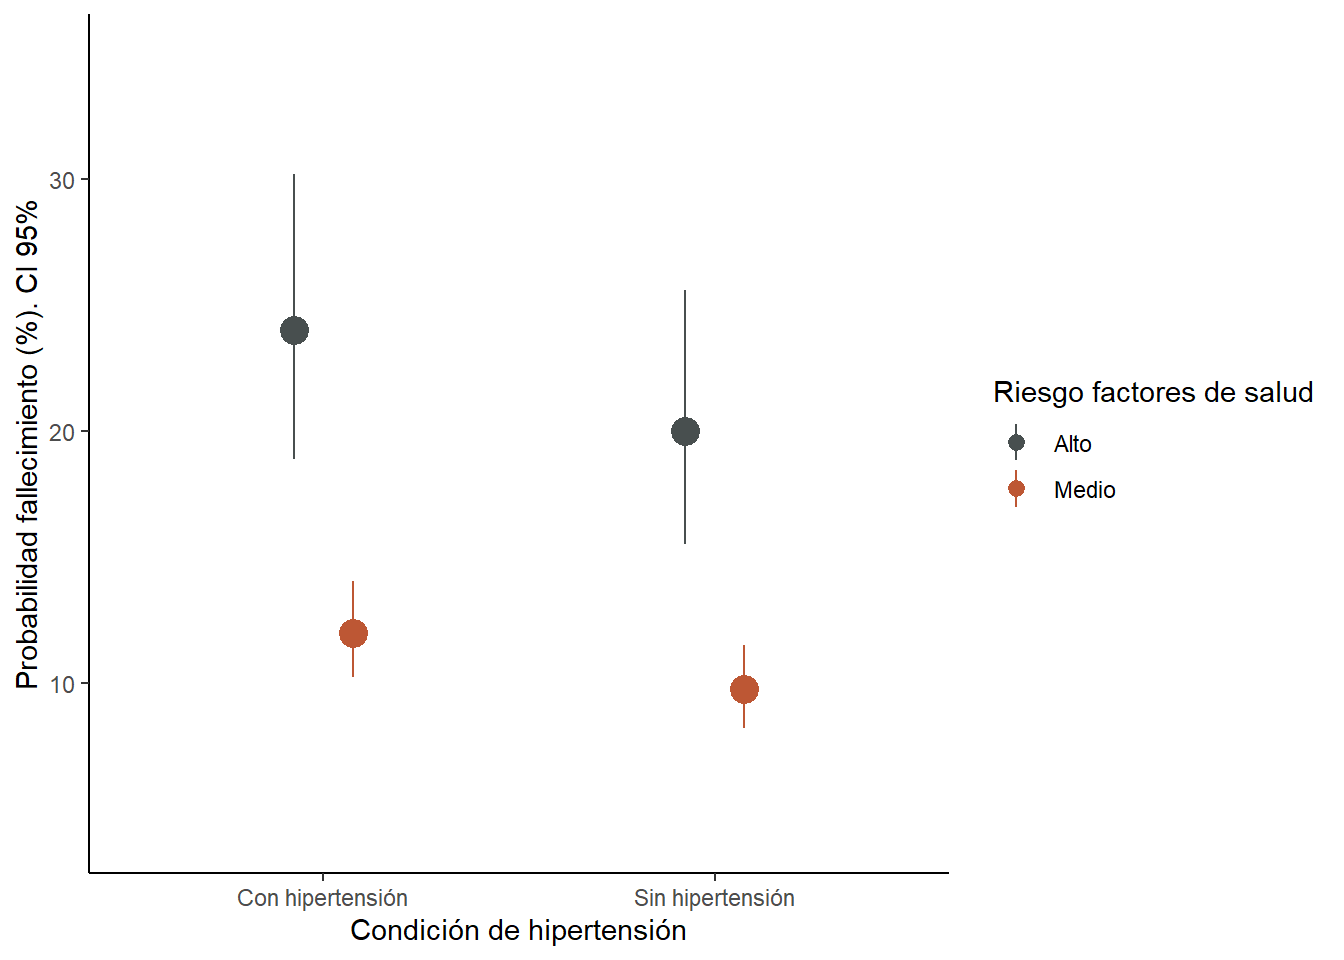 Probabilidad fallecimiento (%). CI 95%
30
20
10
Con hipertensión
Sin hipertensión
Condición de hipertensión
Riesgo factores de salud
Alto
Medio